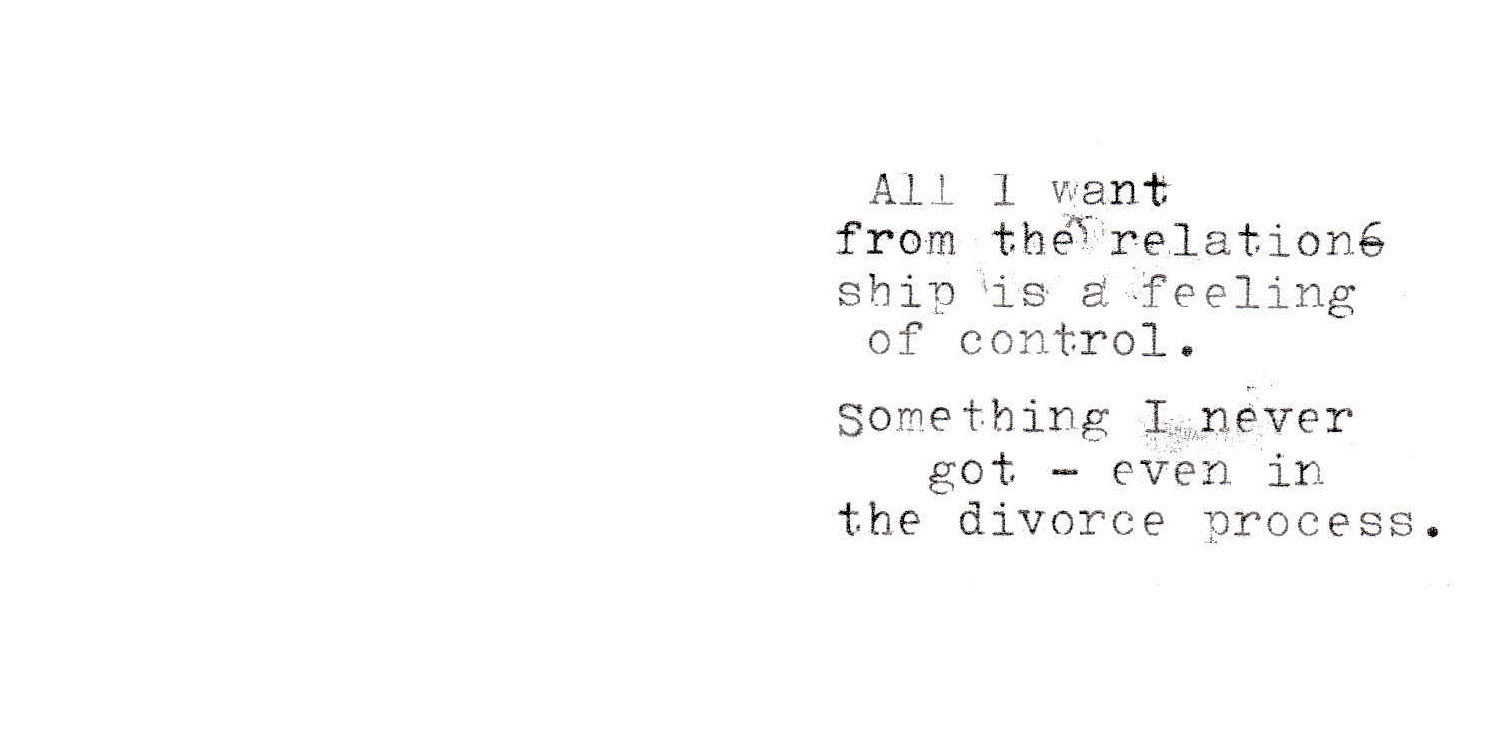 All I want
from the relation6
ship is a feeling
of control.
Something I never
got - even in
the divorce process.